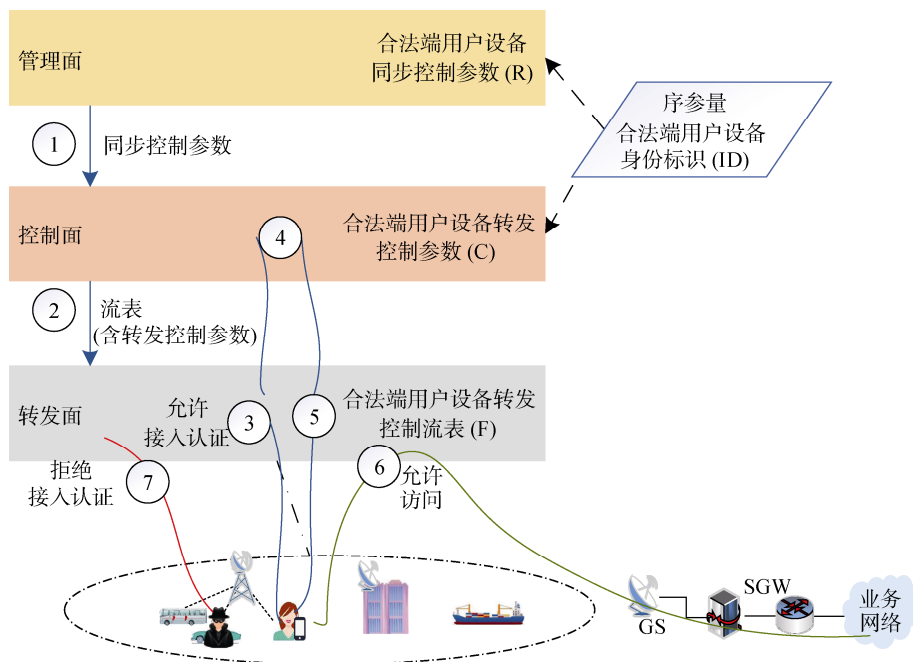 管理面
合法端用户设备
同步控制参数 (R)
序参量
合法端用户设备
身份标识 (ID)
1
同步控制参数
控制面
4
合法端用户设备转发
控制参数 (C)
2
流表
(含转发控制参数)
转发面
允许
接入认证
3
5
合法端用户设备转发
控制流表 (F)
拒绝
接入认证
7
6
允许
访问
GS
SGW
业务
网络